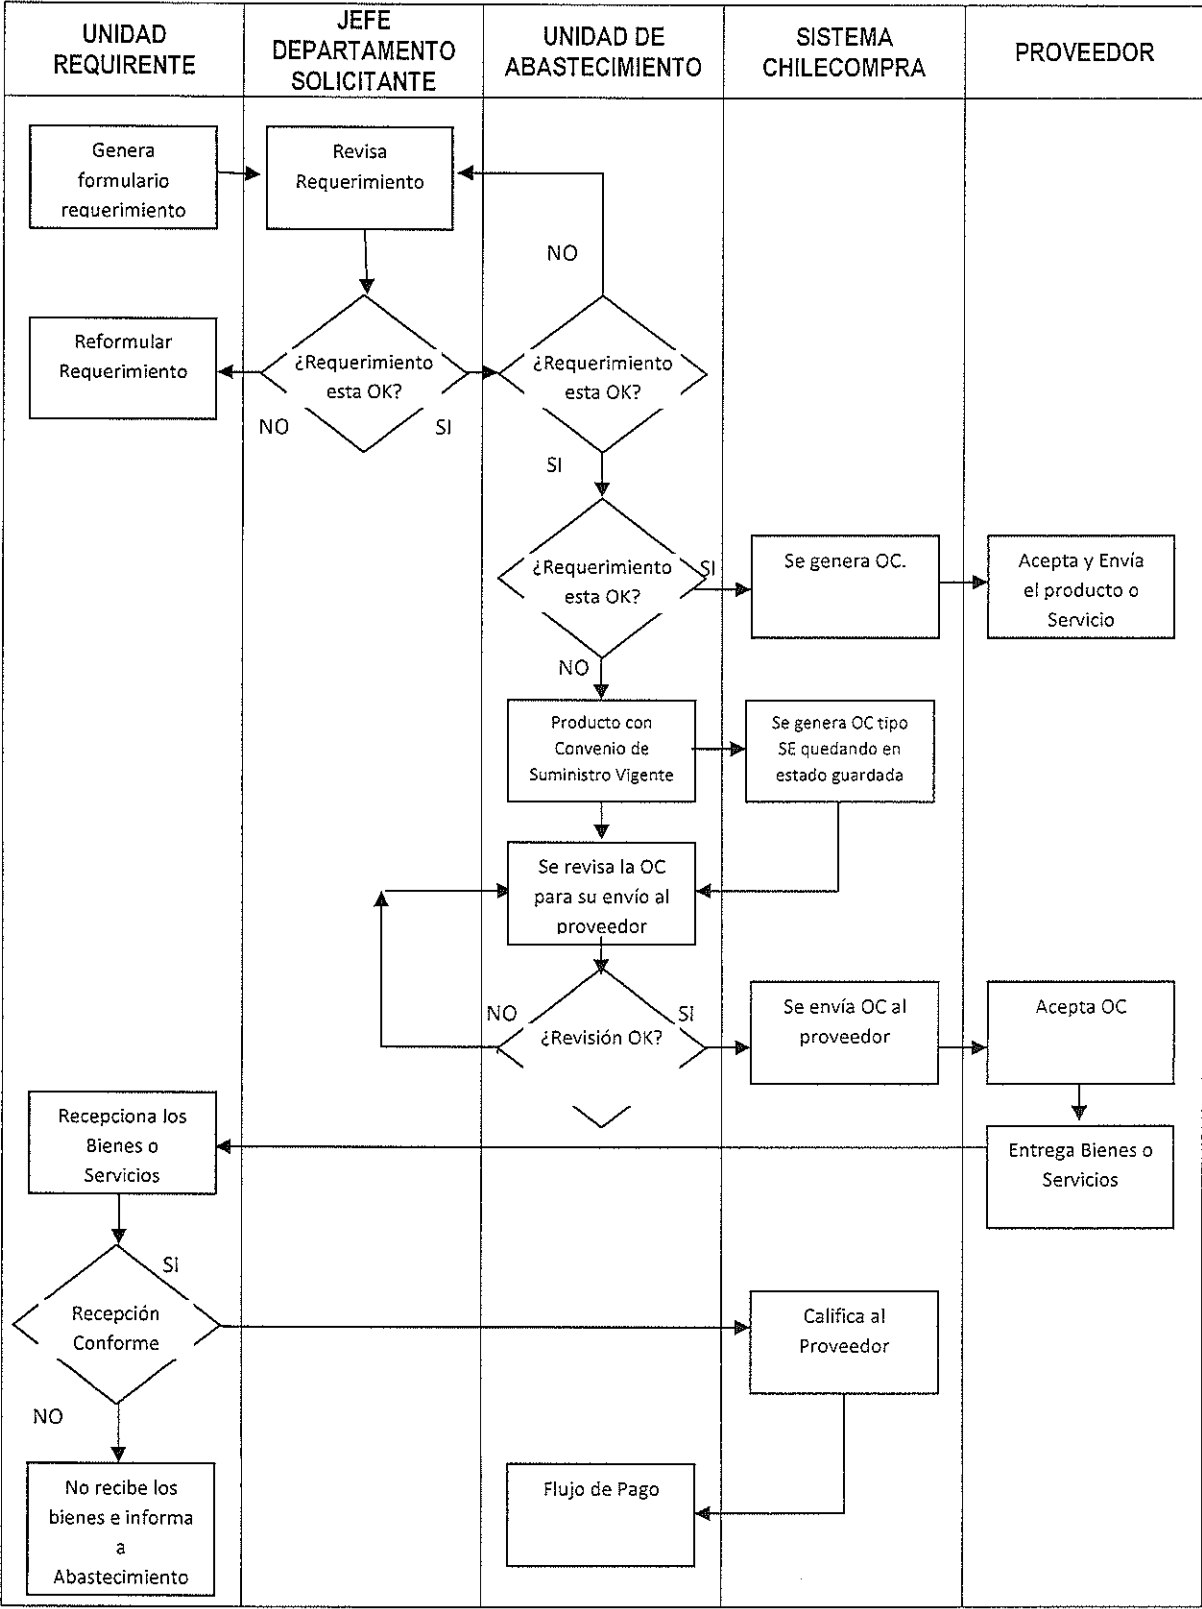 UNIDAD
REQUIRENTE
JEFE
DEPARTAMENTO
SOLICITANTE
UNIDAD DE
ABASTECIMIENTO
SISTEMA
CHILECOMPRA
PROVEEDOR
Genera
formulario
requerimiento
Revisa
Requerimiento
NO
Reformular
Requerimiento
¿Requerimiento
esta OK?
NO
SI
¿Requerimiento
esta OK?
SI
¿Requerimiento
esta OK?
SI
NO
Se genera OC.
Acepta y Envía
el producto o
Servicio
Producto con
Convenio de
Suministro Vigente
Se genera OC tipo
SE quedando en
estado guardada
Se revisa la OC
para su envío al
proveedor
NO
SI
¿Revisión OK?
Se envía OC al
proveedor
Acepta OC
Recepciona los
Bienes o
Servicios
Entrega Bienes o
Servicios
SI
Recepción
Conforme
NO
Califica al
Proveedor
No recibe los
bienes e informa
a
Abastecimiento
Flujo de Pago